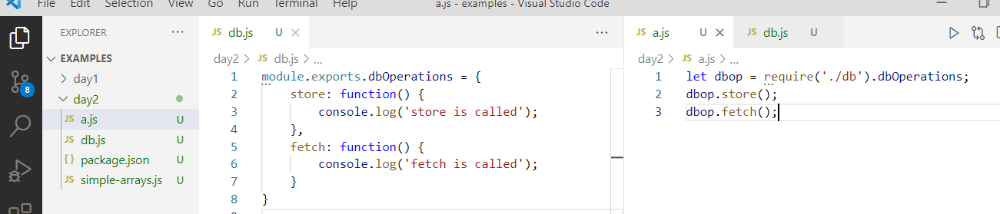 File Edit Selection View Go Run Terminal Help a.js - examples - Visual Studio Code
EXPLORER ...
EXAMPLES
day1
day2
JS a.js U
JS db.js U
{ } package.json U
JS simple-arrays.js U
8
JS db.js U ...
day2 > JS db.js > ...
1 module.exports.dbOperations = {
2 store: function() {
3 console.log('store is called');
4 },
5 fetch: function() {
6 console.log('fetch is called');
7 }
8 }
JS a.js U JS db.js U
day2 > JS a.js > ...
1 let dbop = require('./db').dbOperations;
2 dbop.store();
3 dbop.fetch();